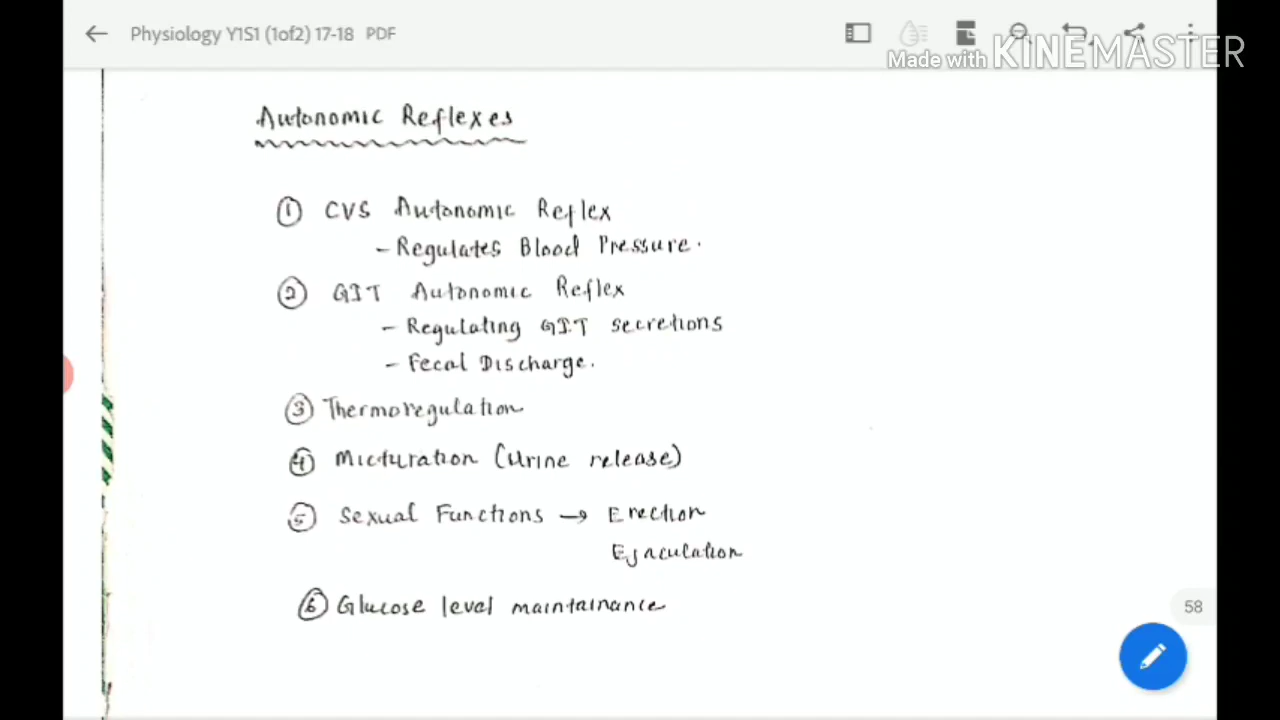 Physiology Y1S1 (1of2) 17-18 PDF
Made with KINEMASTER
Autonomic Reflexes
① CVS Autonomic Reflex
- Regulates Blood Pressure.
② GIT Autonomic Reflex
- Regulating GIT secretions
- Fecal Discharge.
③ Thermoregulation
④ Micturation (Urine release)
⑤ Sexual Functions → Erection
Ejaculation
⑥ Glucose level maintainance
58